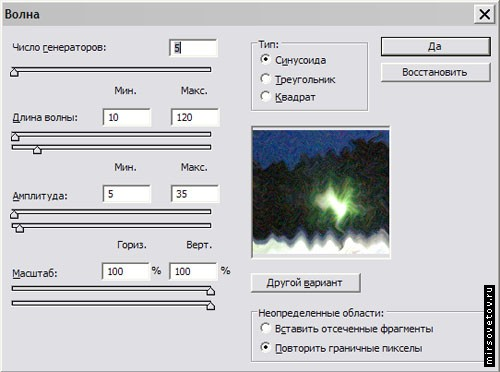 Волна
Число генераторов: 5
Мин. Макс.
Длина волны: 10 120
Мин. Макс.
Амплитуда: 5 35
Гориз. Верт.
Масштаб: 100 % 100 %
Тип:
Синусоида
Треугольник
Квадрат
Да
Восстановить
Другой вариант
Неопределенные области:
Вставить отсеченные фрагменты
Повторить граничные пикселы
mirsovetov.ru